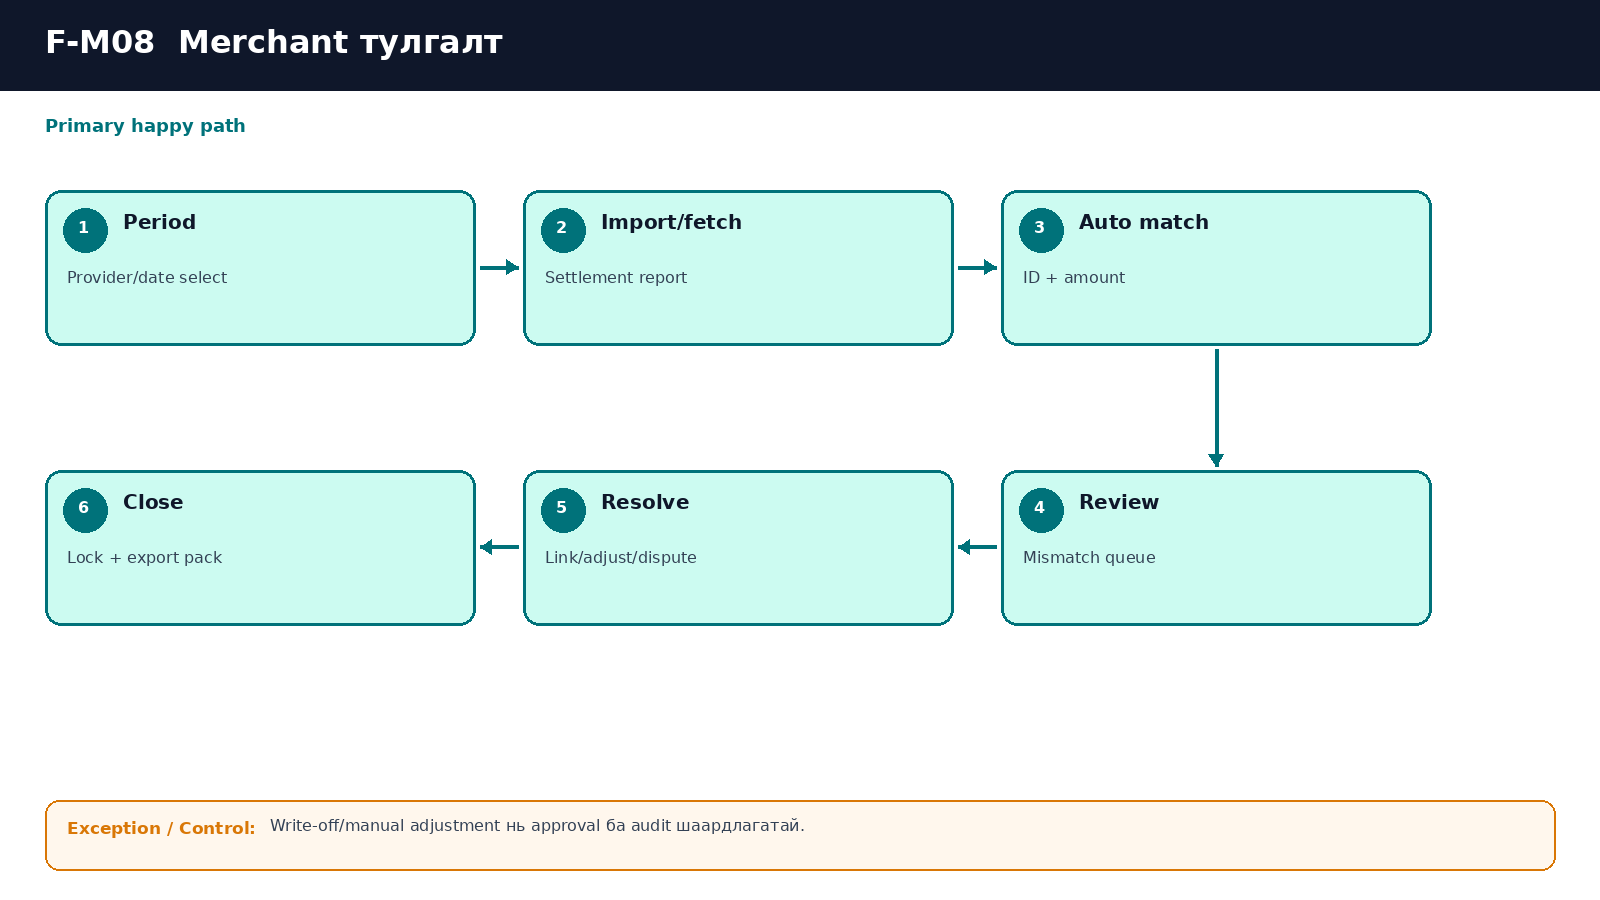 F-M08 Merchant тулгалт
Primary happy path
1 Period
Provider/date select
2 Import/fetch
Settlement report
3 Auto match
ID + amount
4 Review
Mismatch queue
5 Resolve
Link/adjust/dispute
6 Close
Lock + export pack
Exception / Control: Write-off/manual adjustment нь approval ба audit шаардлагатай.